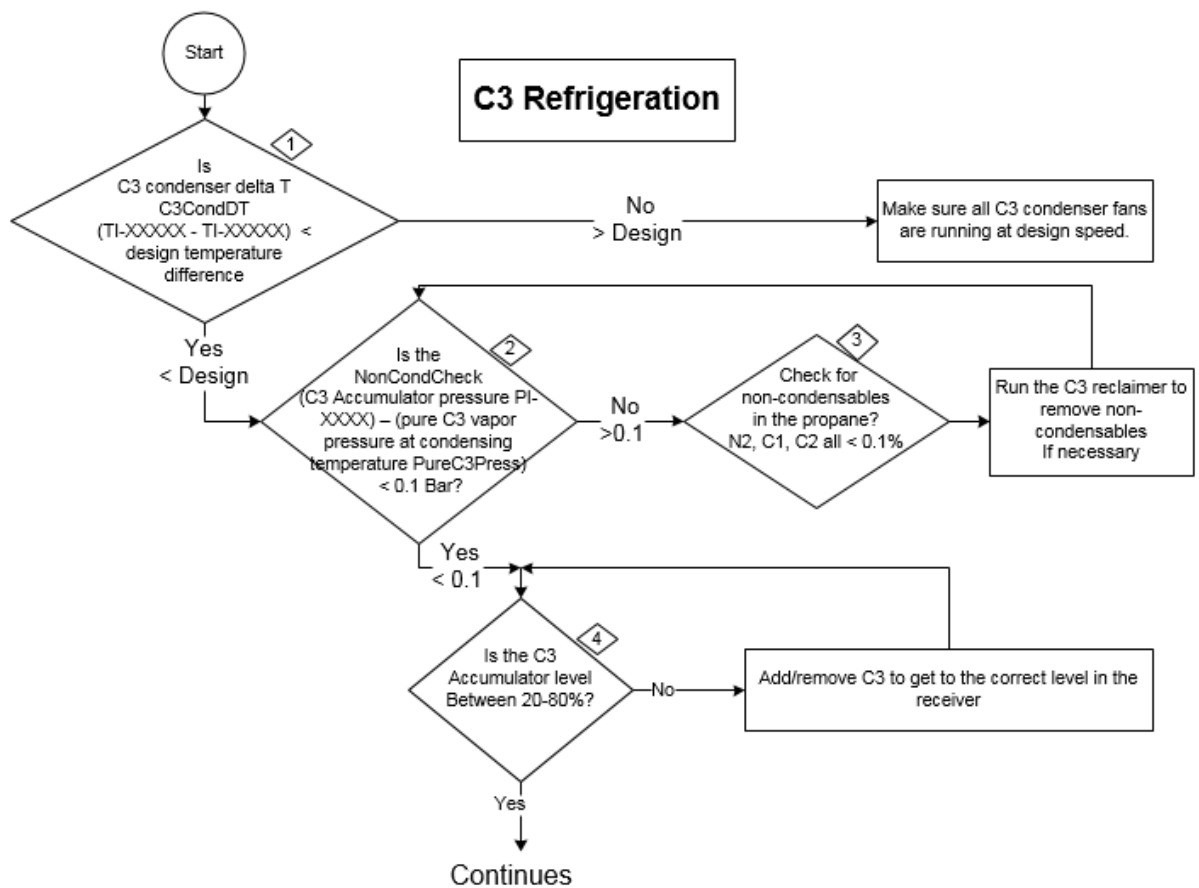 Start
C3 Refrigeration
1
Is
C3 condenser delta T
C3CondDT
(TI-XXXXX - TI-XXXXX) <
design temperature
difference
No
> Design
Make sure all C3 condenser fans
are running at design speed.
Yes
< Design
2
Is the
NonCondCheck
(C3 Accumulator pressure PI-
XXXX) – (pure C3 vapor
pressure at condensing
temperature PureC3Press)
< 0.1 Bar?
No
>0.1
3
Check for
non-condensables
in the propane?
N2, C1, C2 all < 0.1%
Run the C3 reclaimer to
remove non-
condensables
If necessary
Yes
< 0.1
4
Is the C3
Accumulator level
Between 20-80%?
No
Add/remove C3 to get to the correct level in the
receiver
Yes
Continues